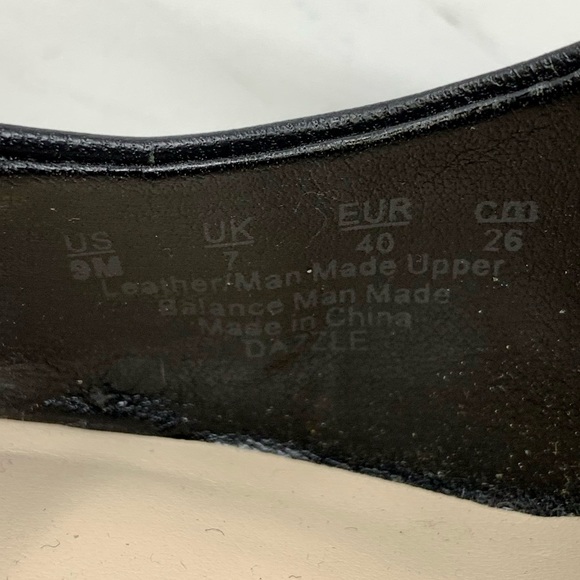 US UK EUR cm
9M 7 40 26
Leather/Man Made Upper
Balance Man Made
Made in China
DAZZLE